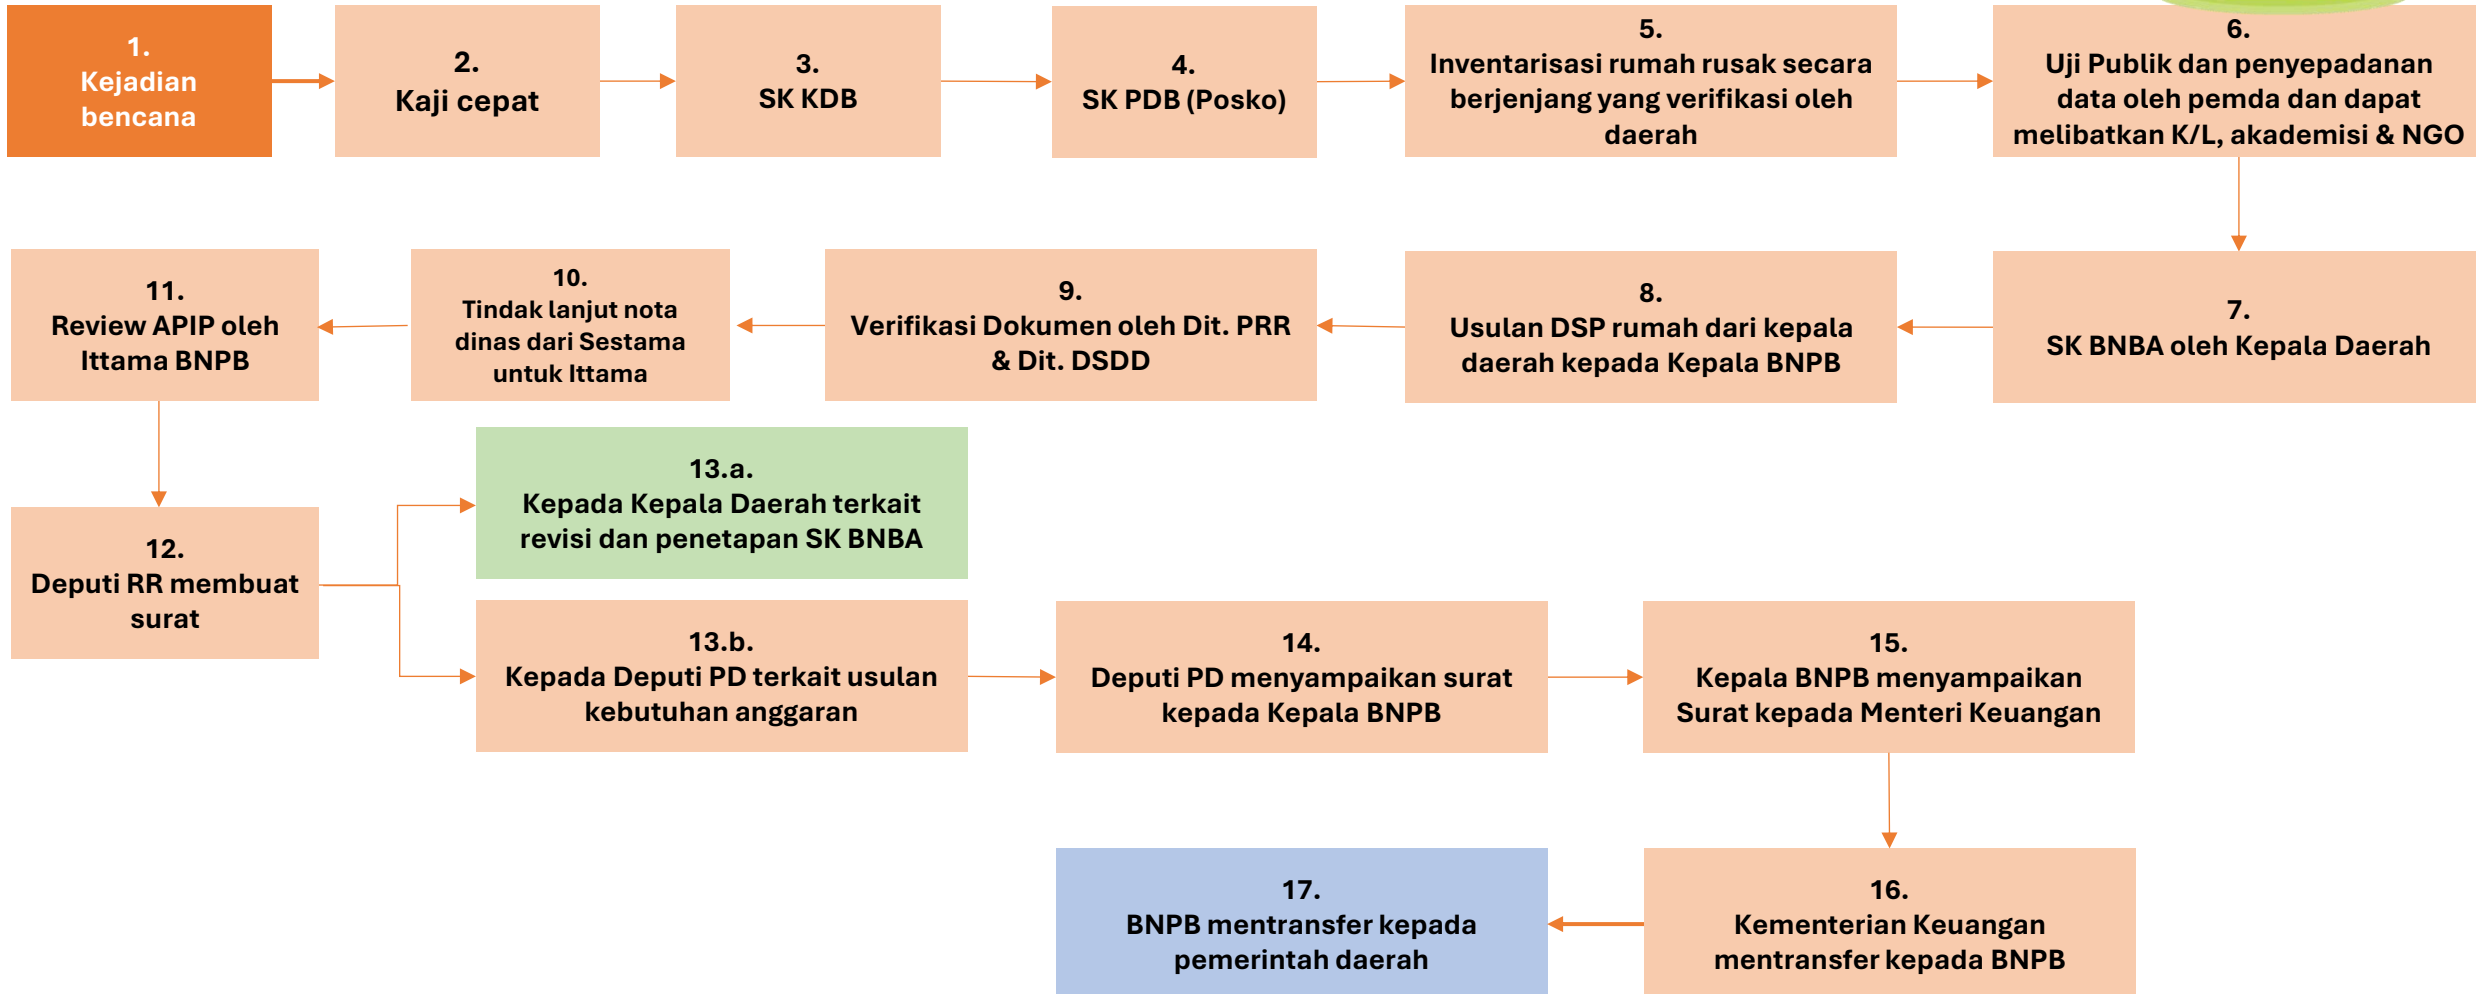 1.
Kejadian
bencana
2.
Kaji cepat
3.
SK KDB
4.
SK PDB (Posko)
5.
Inventarisasi rumah rusak secara
berjenjang yang verifikasi oleh
daerah
6.
Uji Publik dan penyepadanan
data oleh pemda dan dapat
melibatkan K/L, akademisi & NGO
7.
SK BNBA oleh Kepala Daerah
8.
Usulan DSP rumah dari kepala
daerah kepada Kepala BNPB
9.
Verifikasi Dokumen oleh Dit. PRR
& Dit. DSDD
10.
Tindak lanjut nota
dinas dari Sestama
untuk Ittama
11.
Review APIP oleh
Ittama BNPB
12.
Deputi RR membuat
surat
13.a.
Kepada Kepala Daerah terkait
revisi dan penetapan SK BNBA
13.b.
Kepada Deputi PD terkait usulan
kebutuhan anggaran
14.
Deputi PD menyampaikan surat
kepada Kepala BNPB
15.
Kepala BNPB menyampaikan
Surat kepada Menteri Keuangan
16.
Kementerian Keuangan
mentransfer kepada BNPB
17.
BNPB mentransfer kepada
pemerintah daerah